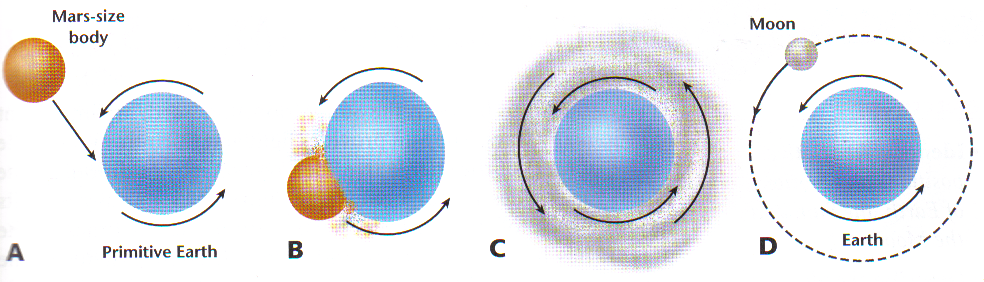 Mars-size
body
A
Primitive Earth
B
C
Moon
D
Earth